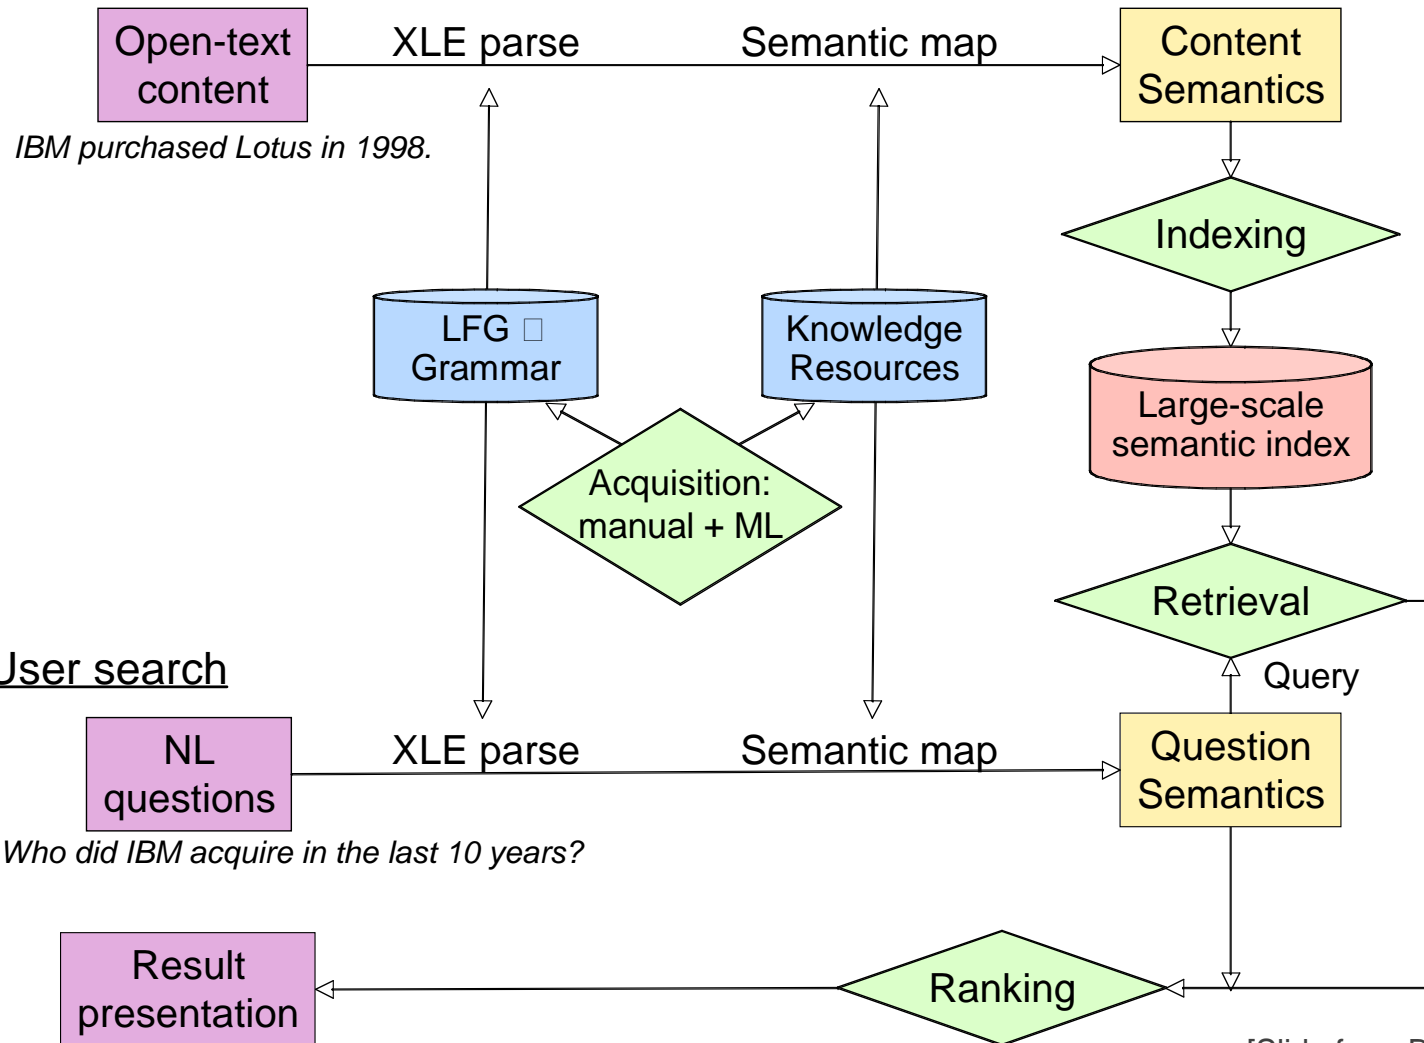 Open-text
content
XLE parse
Semantic map
Content
Semantics
IBM purchased Lotus in 1998.
Indexing
LFG □
Grammar
Knowledge
Resources
Large-scale
semantic index
Acquisition:
manual + ML
Retrieval
User search
Query
NL
questions
XLE parse
Semantic map
Question
Semantics
Who did IBM acquire in the last 10 years?
Result
presentation
Ranking